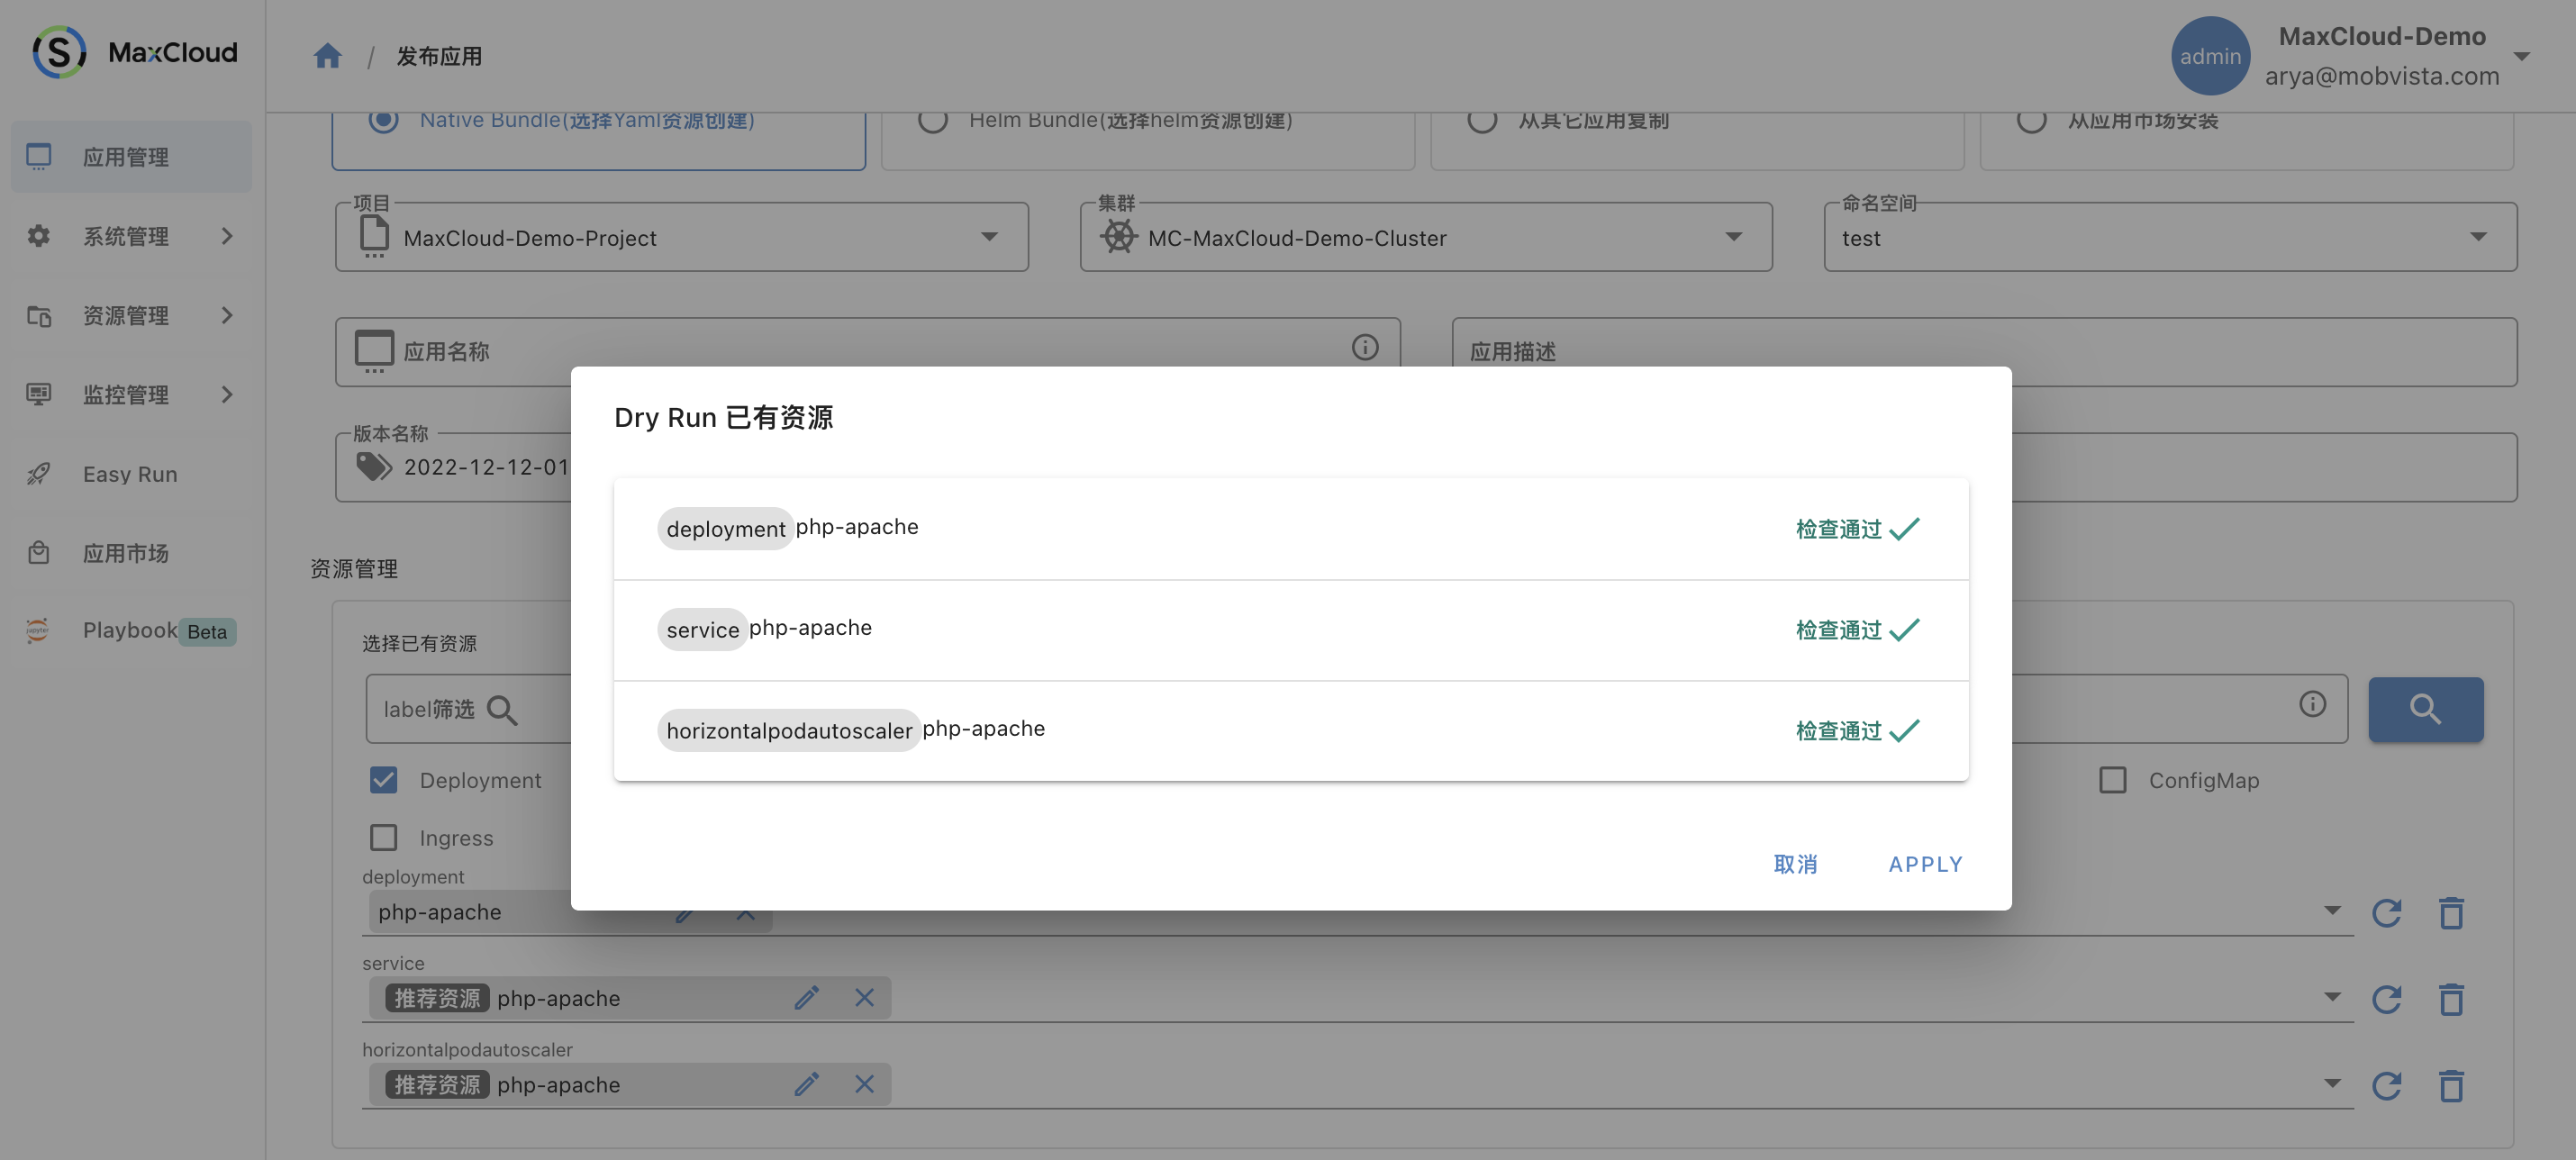 MaxCloud
应用管理
系统管理
资源管理
监控管理
Easy Run
应用市场
Playbook Beta
/ 发布应用
admin
MaxCloud-Demo
arya@mobvista.com
Native Bundle(选择Yaml资源创建)
Helm Bundle(选择helm资源创建)
从其它应用复制
从应用市场安装
项目
MaxCloud-Demo-Project
集群
MC-MaxCloud-Demo-Cluster
命名空间
test
应用名称
应用描述
版本名称
2022-12-12-01
Dry Run 已有资源
deployment php-apache 检查通过
service php-apache 检查通过
horizontalpodautoscaler php-apache 检查通过
取消 APPLY
资源管理
选择已有资源
label筛选
Deployment
ConfigMap
Ingress
deployment
php-apache
service
推荐资源 php-apache
horizontalpodautoscaler
推荐资源 php-apache